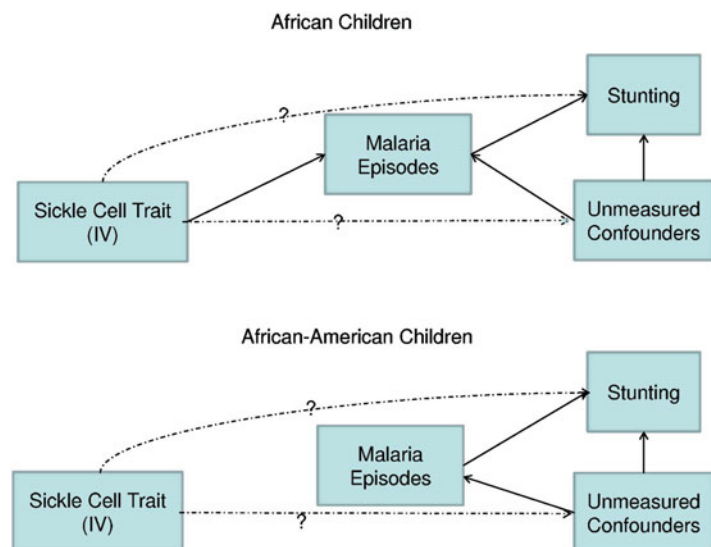 African Children
?
Stunting
Malaria
Episodes
Sickle Cell Trait
(IV)
?
Unmeasured
Confounders
African-American Children
?
Stunting
Malaria
Episodes
Sickle Cell Trait
(IV)
?
Unmeasured
Confounders